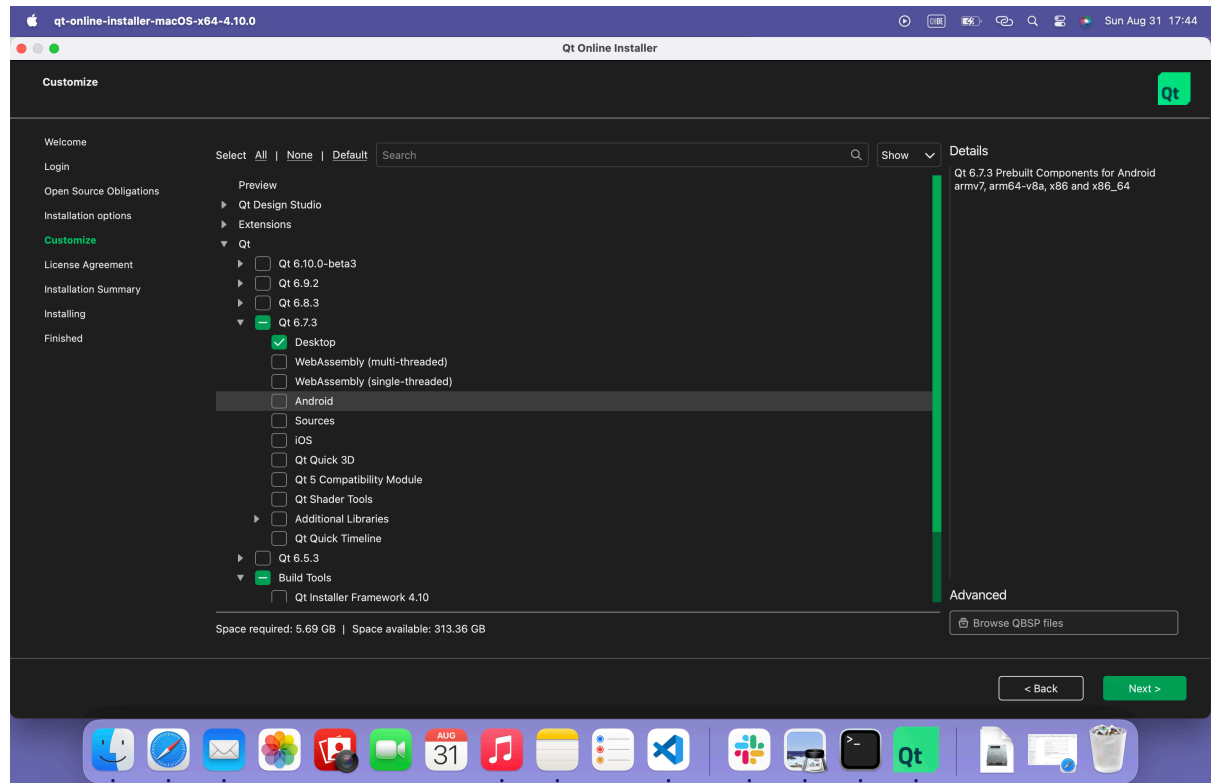 qt-online-installer-macOS-x64-4.10.0
Sun Aug 31 17:44
Qt Online Installer
Customize
Qt
Welcome
Login
Open Source Obligations
Installation options
Customize
License Agreement
Installation Summary
Installing
Finished
Select All | None | Default Search Show
Preview
Qt Design Studio
Extensions
Qt
Qt 6.10.0-beta3
Qt 6.9.2
Qt 6.8.3
Qt 6.7.3
Desktop
WebAssembly (multi-threaded)
WebAssembly (single-threaded)
Android
Sources
iOS
Qt Quick 3D
Qt 5 Compatibility Module
Qt Shader Tools
Additional Libraries
Qt Quick Timeline
Qt 6.5.3
Build Tools
Qt Installer Framework 4.10
Space required: 5.69 GB | Space available: 313.36 GB
Details
Qt 6.7.3 Prebuilt Components for Android
armv7, arm64-v8a, x86 and x86_64
Advanced
Browse QBSP files
< Back Next >
AUG
31
Qt